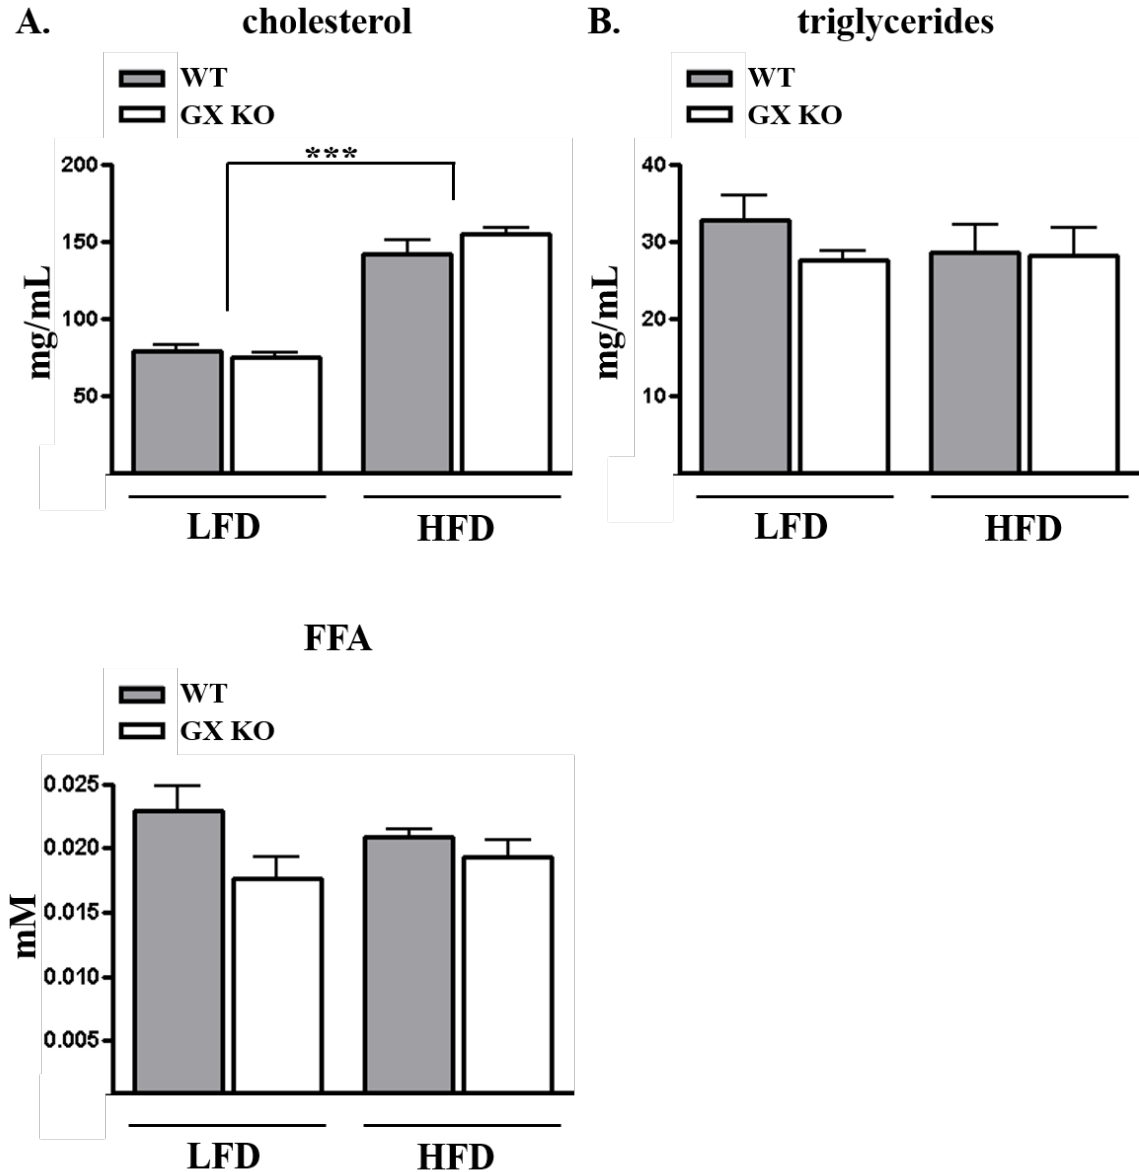 A.
cholesterol
WT
GX KO
***
200
150
100
50
mg/mL
LFD
HFD
B.
triglycerides
WT
GX KO
40
30
20
10
mg/mL
LFD
HFD
FFA
WT
GX KO
0.025
0.020
0.015
0.010
0.005
mM
LFD
HFD